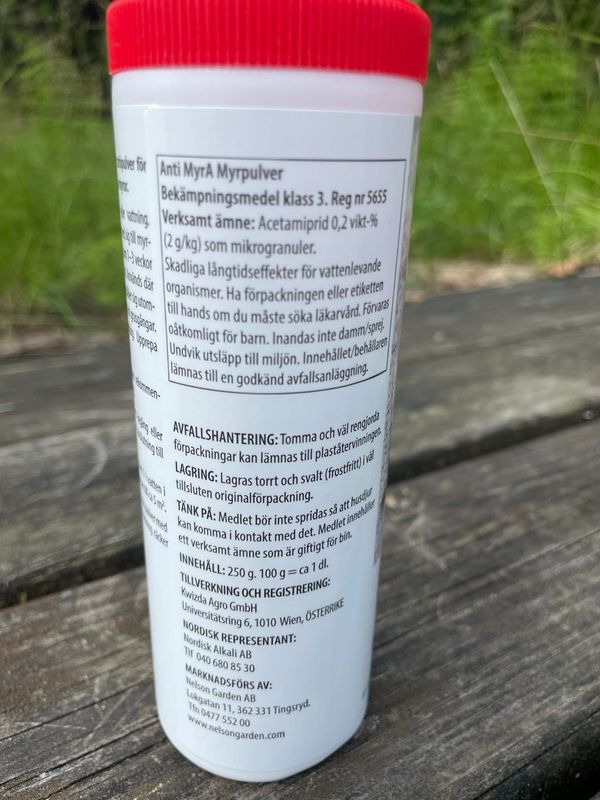 Anti MyrA Myrpulver
Bekämpningsmedel klass 3. Reg nr 5655
Verksamt ämne: Acetamiprid 0,2 vikt-%
(2 g/kg) som mikrogranuler.
Skadliga långtidseffekter för vattenlevande
organismer. Ha förpackningen eller etiketten
till hands om du måste söka läkarvård. Förvaras
oåtkomligt för barn. Inandas inte damm/sprej.
Undvik utsläpp till miljön. Innehållet/behållaren
lämnas till en godkänd avfallsanläggning.
AVFALLSHANTERING: Tomma och väl rengjorda
förpackningar kan lämnas till plaståtervinningen.
LAGRING: Lagras torrt och svalt (frostfritt) i väl
tillsluten originalförpackning.
TÄNK PÅ: Medlet bör inte spridas så att husdjur
kan komma i kontakt med det. Medlet innehåller
ett verksamt ämne som är giftigt för bin.
INNEHÅLL: 250 g. 100 g = ca 1 dl.
TILLVERKNING OCH REGISTRERING:
Kwizda Agro GmbH
Universitätsring 6, 1010 Wien, ÖSTERRIKE
NORDISK REPRESENTANT:
Nordisk Alkali AB
Tlf 040 680 85 30
MARKNADSFÖRS AV:
Nelson Garden AB
Lokgatan 11, 362 331 Tingsryd.
Tfn 0477 552 00
www.nelsongarden.com